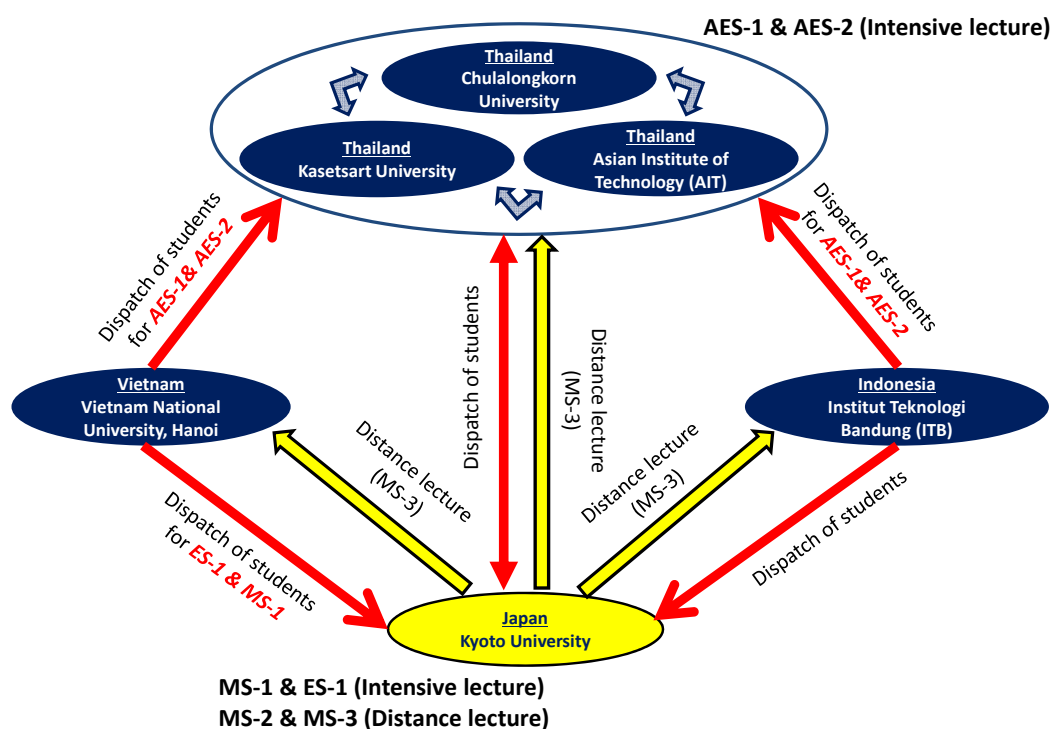 AES-1 & AES-2 (Intensive lecture)
Thailand
Chulalongkorn
University
Thailand
Kasetsart University
Thailand
Asian Institute of
Technology (AIT)
Dispatch of students
for AES-1& AES-2
Dispatch of students
for AES-1& AES-2
Dispatch of students
Distance lecture
(MS-3)
Vietnam
Vietnam National
University, Hanoi
Indonesia
Institut Teknologi
Bandung (ITB)
Distance lecture
(MS-3)
Distance lecture
(MS-3)
Dispatch of students
for ES-1 & MS-1
Dispatch of students
Japan
Kyoto University
MS-1 & ES-1 (Intensive lecture)
MS-2 & MS-3 (Distance lecture)